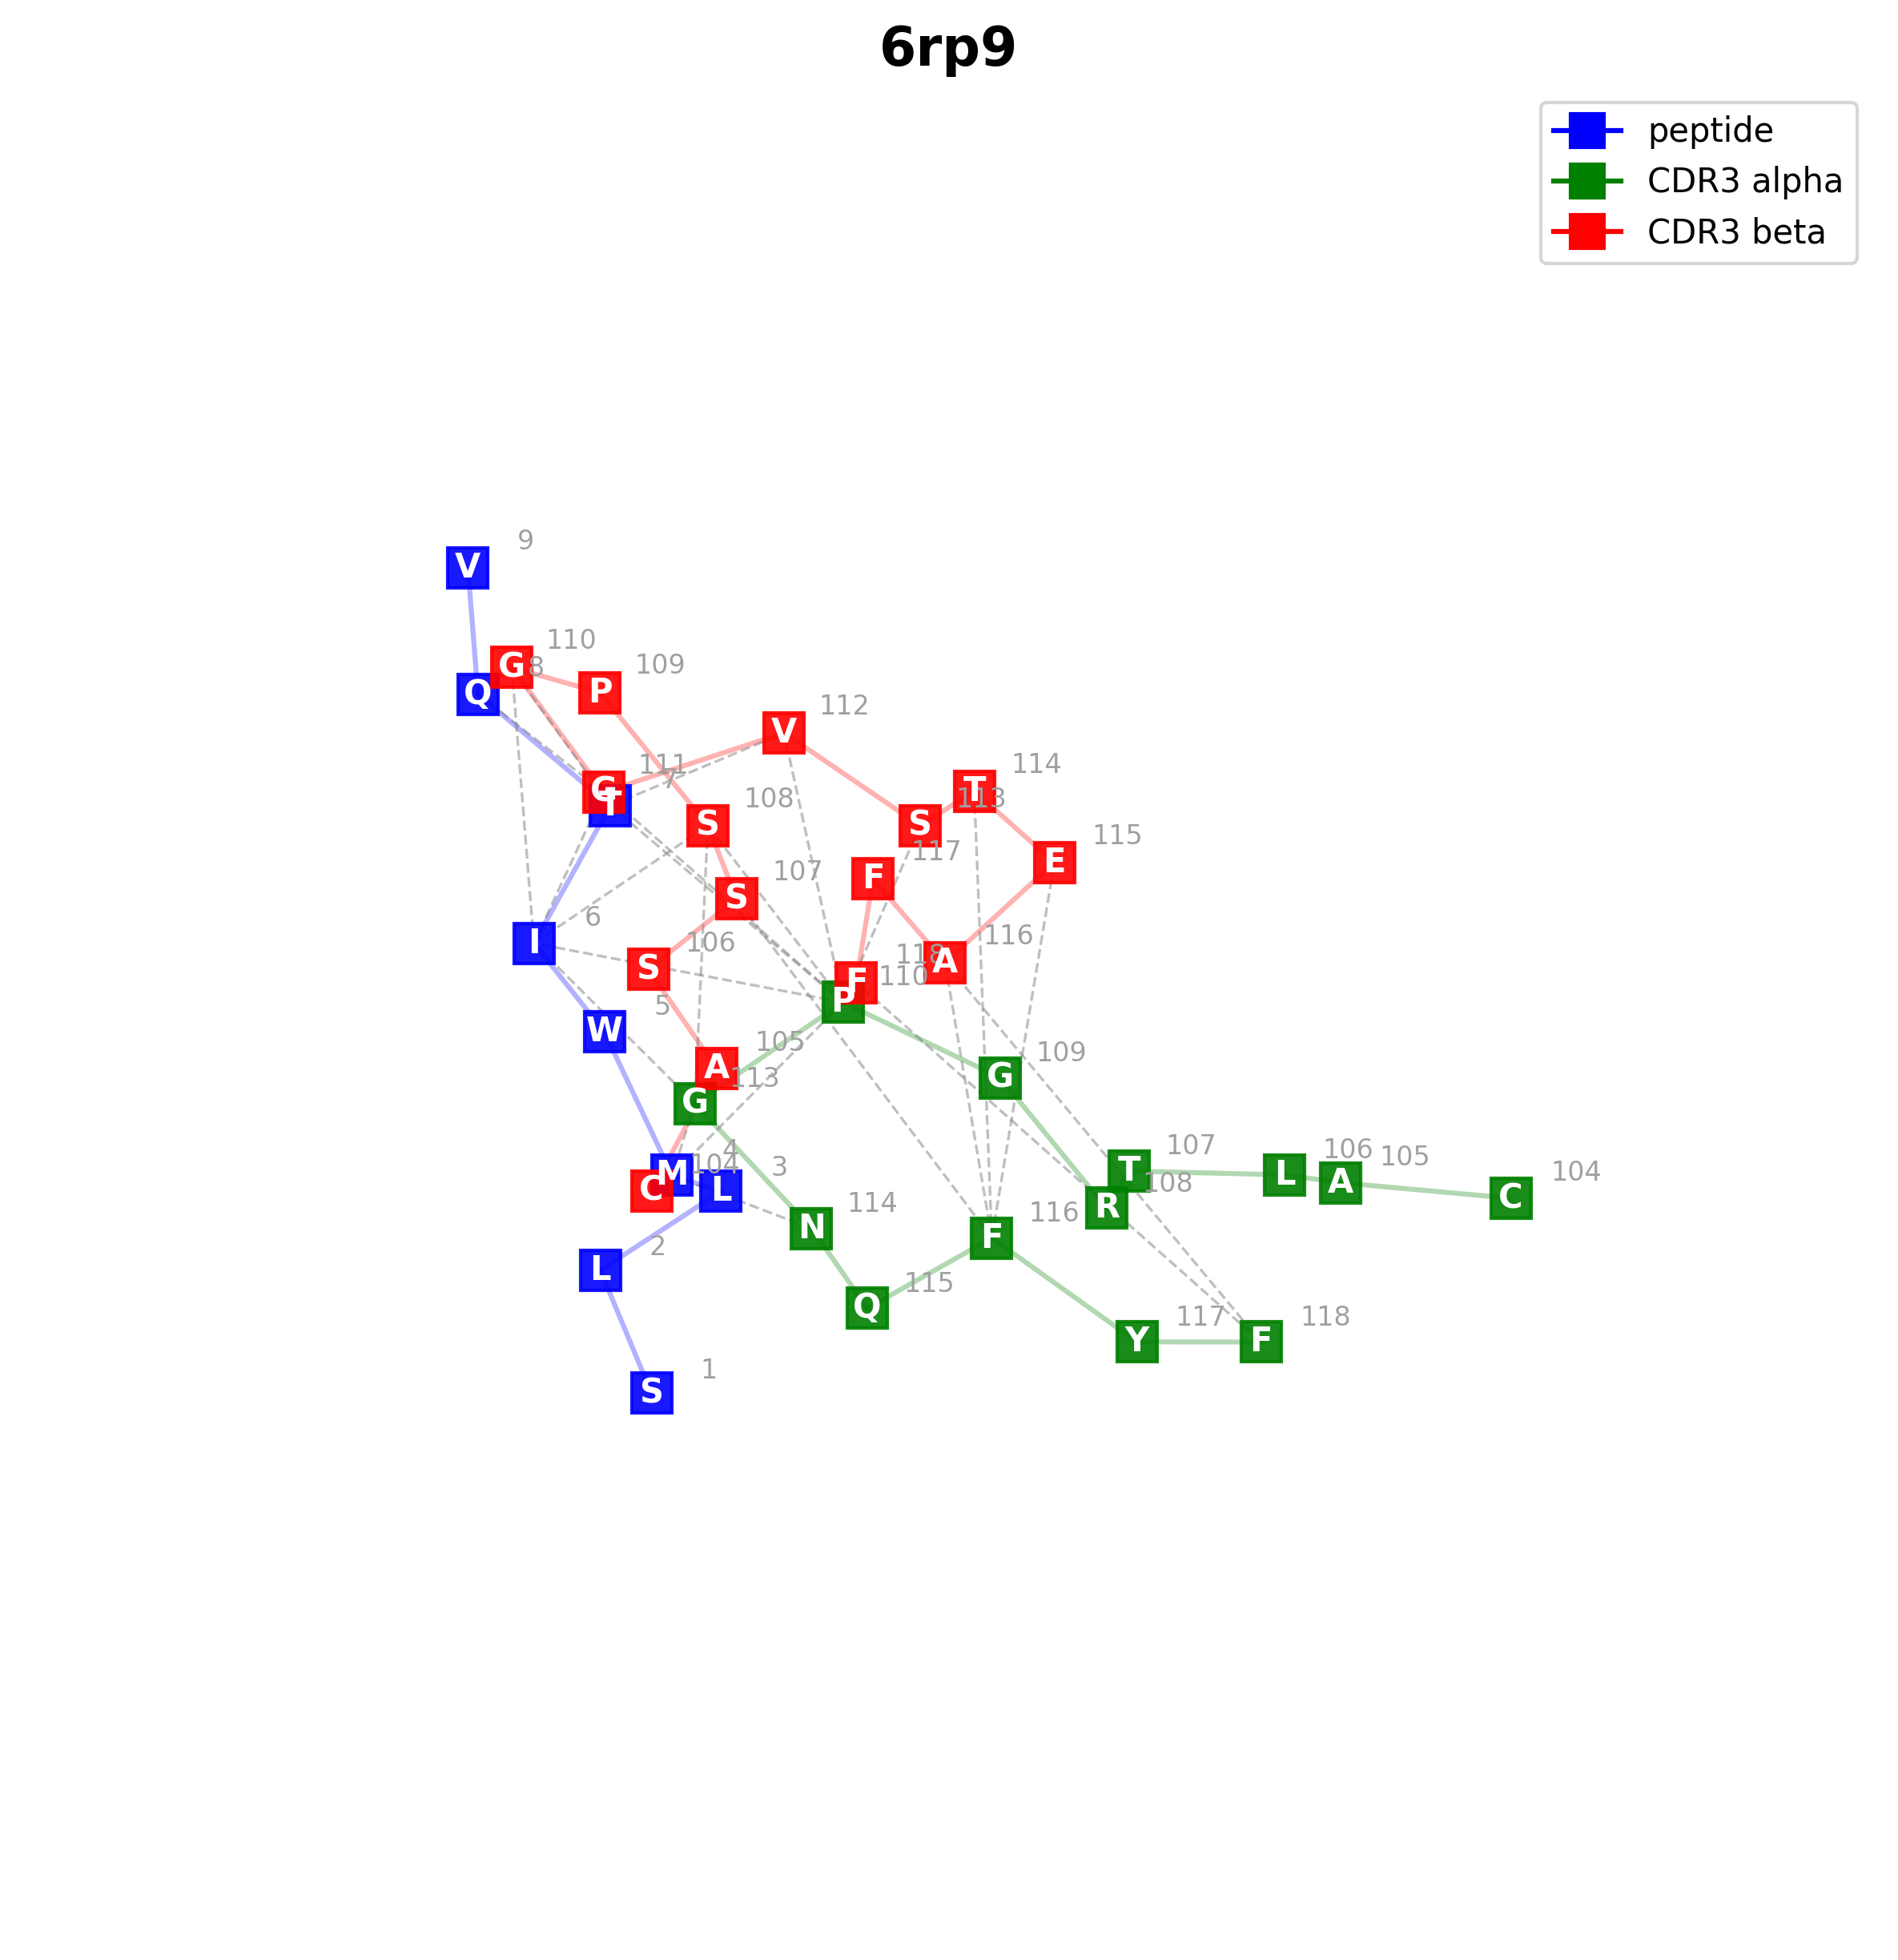 6rp9
peptide
CDR3 alpha
CDR3 beta
V 9
G 110
Q 8
P 109
V 112
G 111
T 7
S 108
T 114
S 113
E 115
F 117
S 107
I 6
S 106
A 116
F 118
P 110
W 5
A 105
G 113
G 109
M 4
C 104
L 3
T 107
R 108
L 106
A 105
C 104
N 114
F 116
L 2
Q 115
Y 117
F 118
S 1